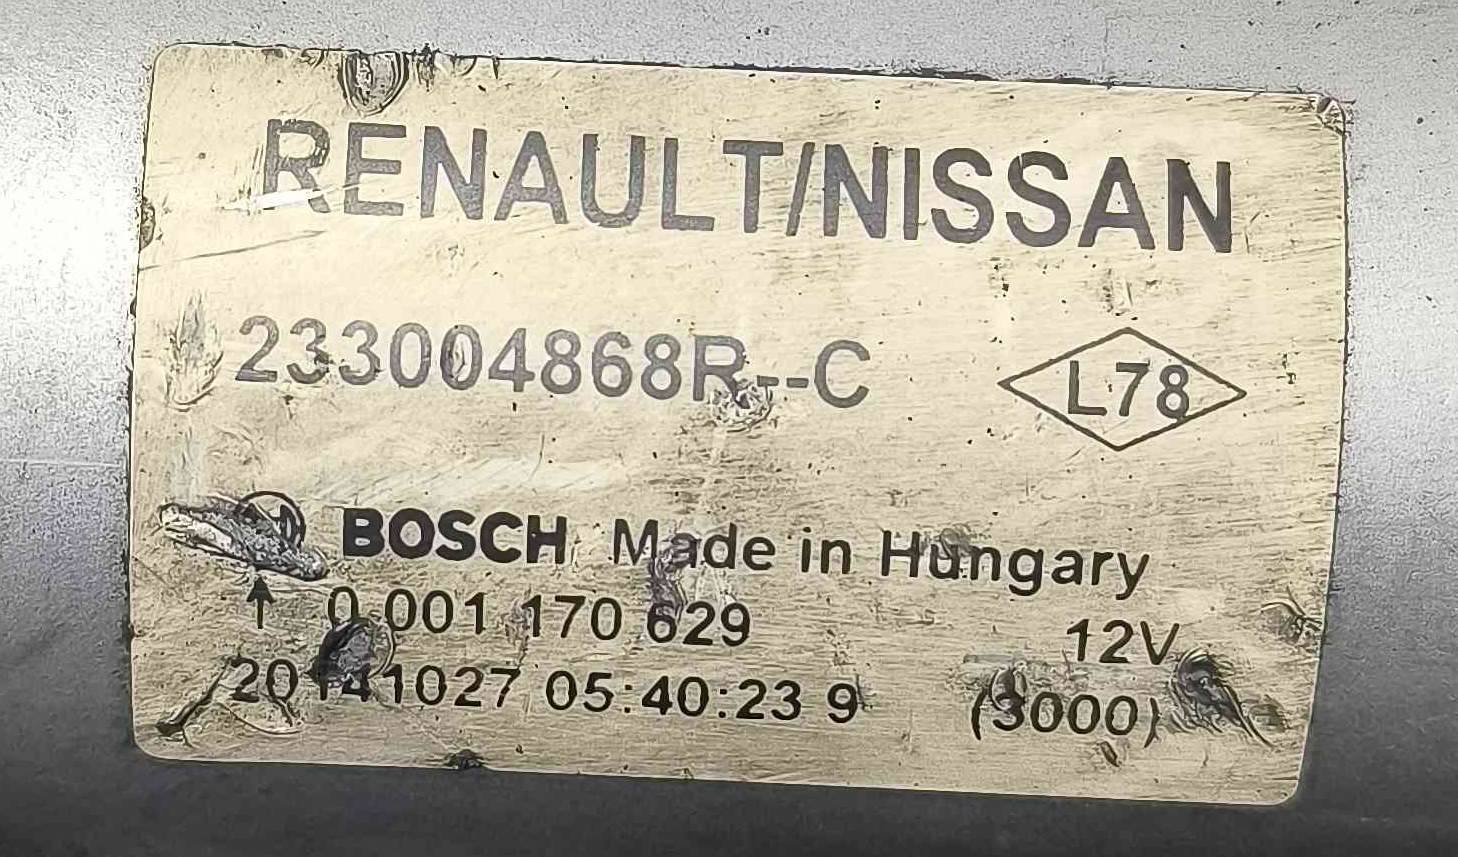 RENAULT/NISSAN
233004868R--C
L78
BOSCH Made in Hungary
0 001 170 629 12V
20141027 05:40:23 9 (3000)